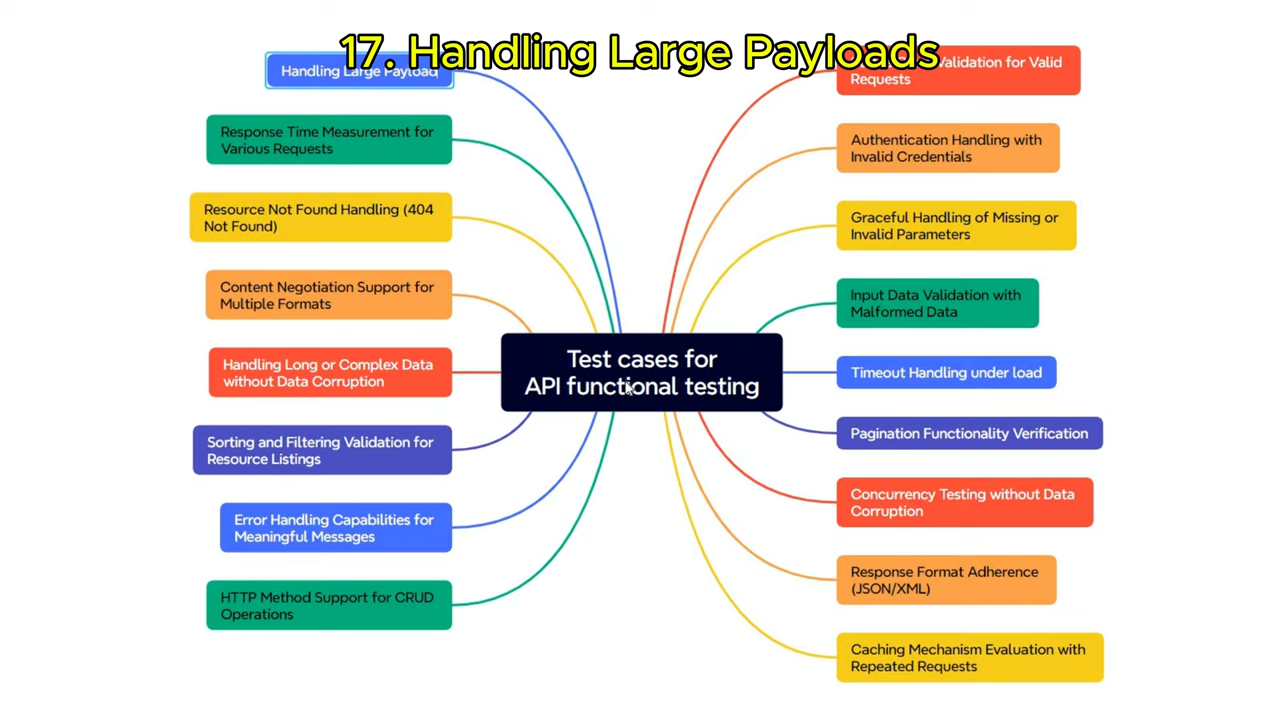 17. Handling Large Payloads
Handling Large Payload
Response Time Measurement for
Various Requests
Resource Not Found Handling (404
Not Found)
Content Negotiation Support for
Multiple Formats
Handling Long or Complex Data
without Data Corruption
Sorting and Filtering Validation for
Resource Listings
Error Handling Capabilities for
Meaningful Messages
HTTP Method Support for CRUD
Operations
Test cases for
API functional testing
Validation for Valid
Requests
Authentication Handling with
Invalid Credentials
Graceful Handling of Missing or
Invalid Parameters
Input Data Validation with
Malformed Data
Timeout Handling under load
Pagination Functionality Verification
Concurrency Testing without Data
Corruption
Response Format Adherence
(JSON/XML)
Caching Mechanism Evaluation with
Repeated Requests